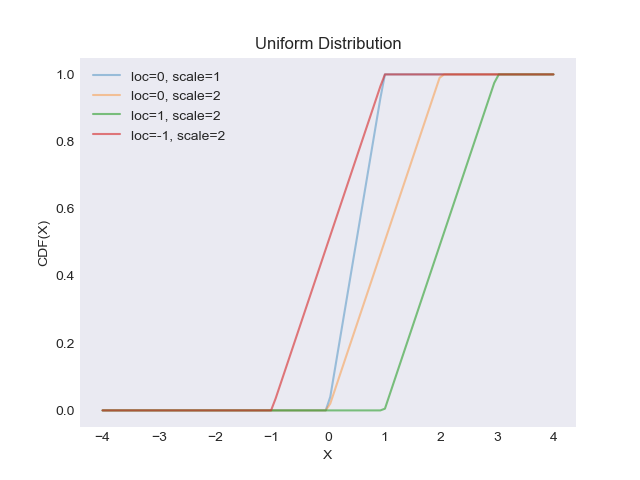 Uniform Distribution
loc=0, scale=1
loc=0, scale=2
loc=1, scale=2
loc=-1, scale=2
CDF(X)
1.0
0.8
0.6
0.4
0.2
0.0
−4 −3 −2 −1 0 1 2 3 4
X